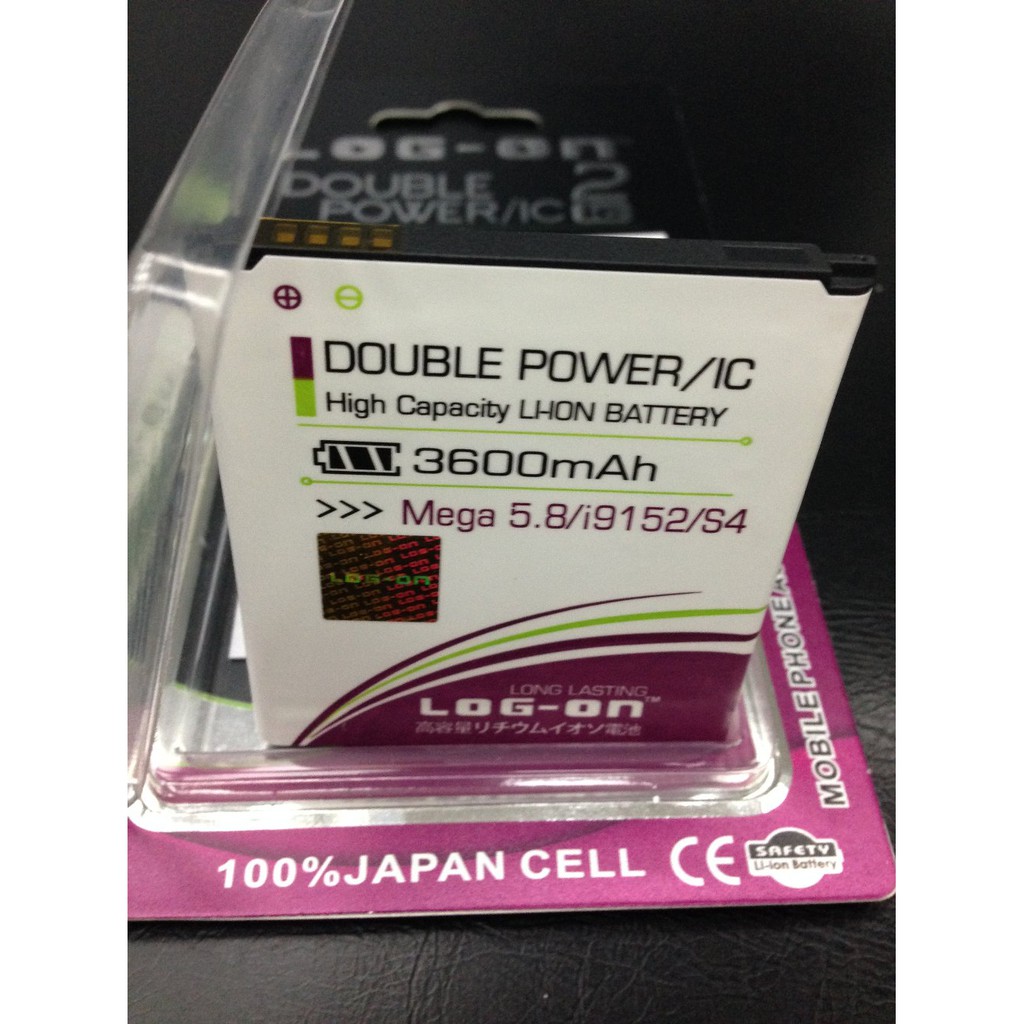 LOG-ON
DOUBLE
POWER/IC
DOUBLE POWER/IC
High Capacity LI-ION BATTERY
3600mAh
>>> Mega 5.8/i9152/S4
LOG-ON
LONG LASTING
LOG-ON™
高容量リチウムイオン電池
MOBILE PHONE
100%JAPAN CELL CE
SAFETY
Li-ion Battery